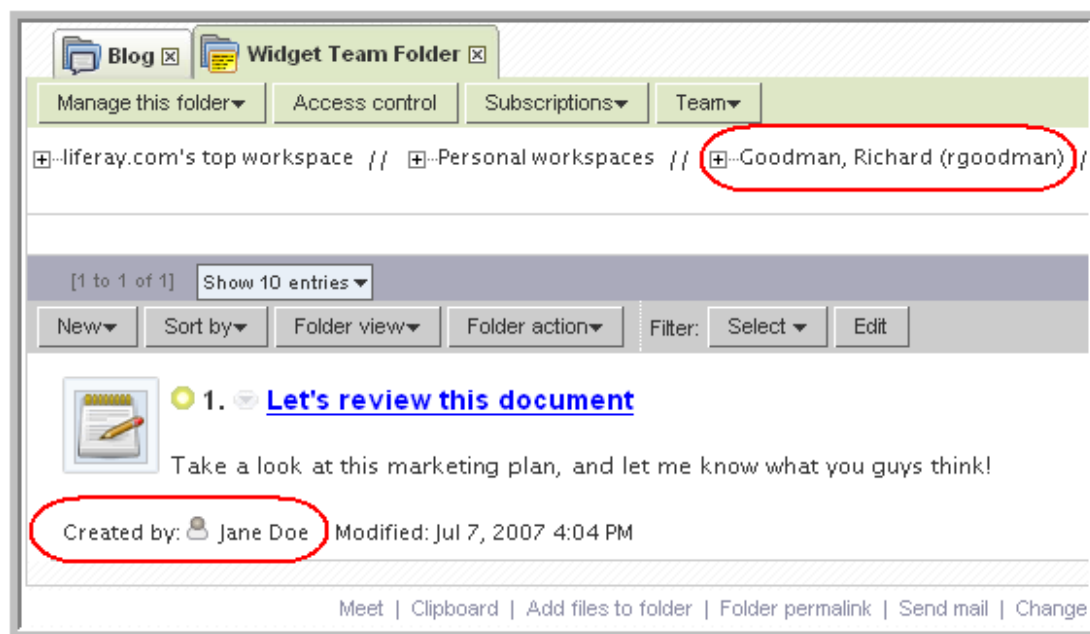 Blog Widget Team Folder
Manage this folder Access control Subscriptions Team
liferay.com's top workspace // Personal workspaces // Goodman, Richard (rgoodman) /
[1 to 1 of 1] Show 10 entries
New Sort by Folder view Folder action Filter: Select Edit
1. Let's review this document
Take a look at this marketing plan, and let me know what you guys think!
Created by: Jane Doe Modified: Jul 7, 2007 4:04 PM
Meet | Clipboard | Add files to folder | Folder permalink | Send mail | Change